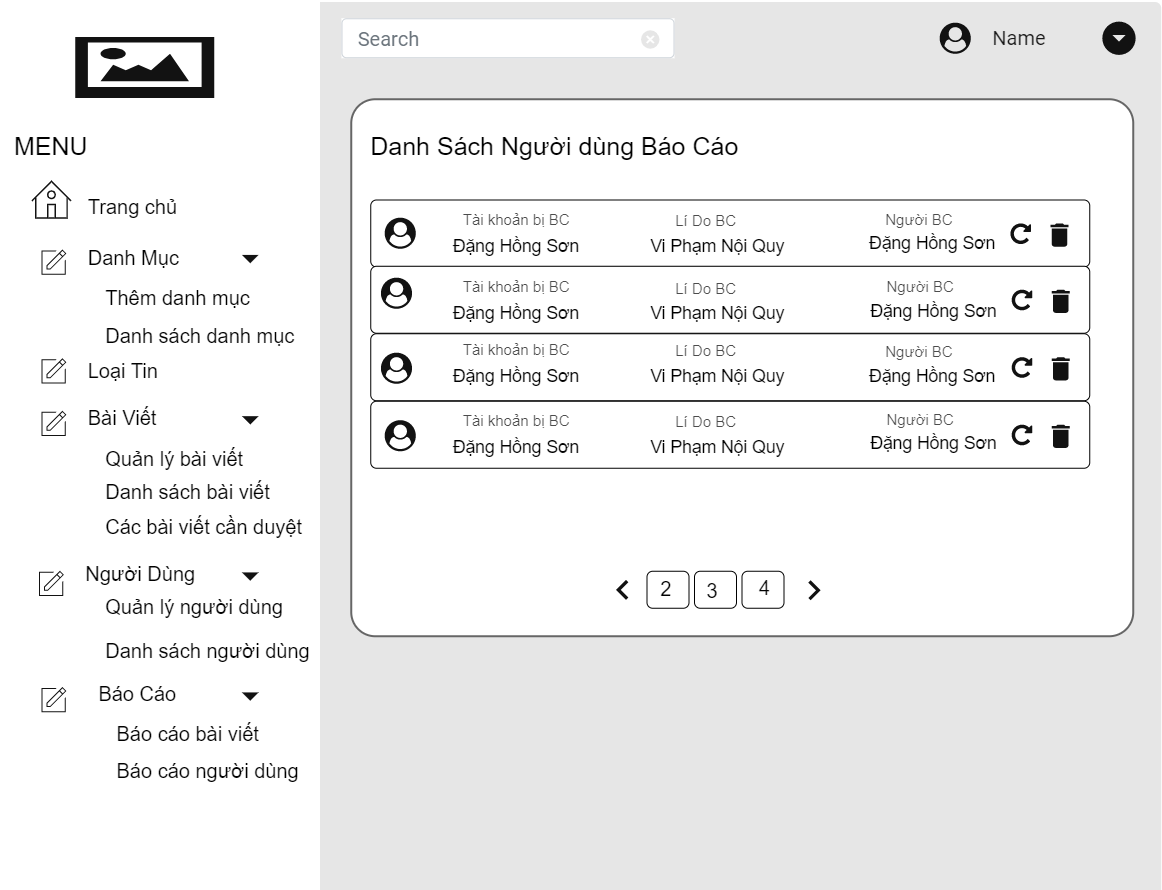 Search
Name
MENU
Trang chủ
Danh Mục
Thêm danh mục
Danh sách danh mục
Loại Tin
Bài Viết
Quản lý bài viết
Danh sách bài viết
Các bài viết cần duyệt
Người Dùng
Quản lý người dùng
Danh sách người dùng
Báo Cáo
Báo cáo bài viết
Báo cáo người dùng
Danh Sách Người dùng Báo Cáo
Tài khoản bị BC Lí Do BC Người BC
Đặng Hồng Sơn Vi Phạm Nội Quy Đặng Hồng Sơn
Tài khoản bị BC Lí Do BC Người BC
Đặng Hồng Sơn Vi Phạm Nội Quy Đặng Hồng Sơn
Tài khoản bị BC Lí Do BC Người BC
Đặng Hồng Sơn Vi Phạm Nội Quy Đặng Hồng Sơn
Tài khoản bị BC Lí Do BC Người BC
Đặng Hồng Sơn Vi Phạm Nội Quy Đặng Hồng Sơn
2 3 4